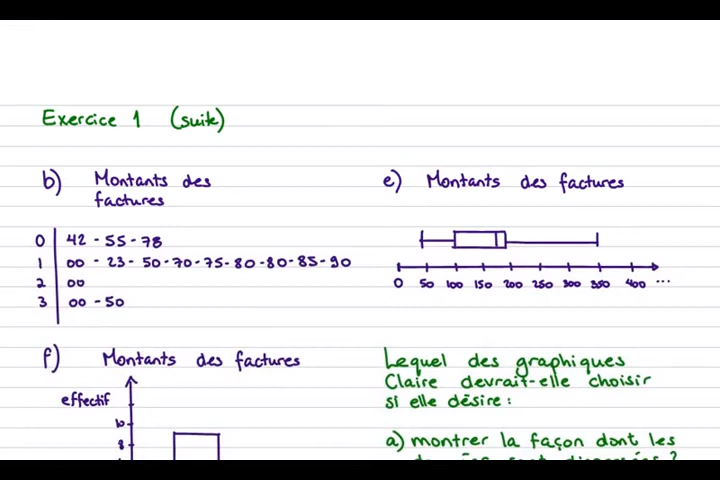 Exercice 1 (suite)
b) Montants des
factures
0 | 42 - 55 - 78
1 | 00 - 23 - 50 - 70 - 75 - 80 - 80 - 85 - 90
2 | 00
3 | 00 - 50
e) Montants des factures
0 50 100 150 200 250 300 350 400 ...
f) Montants des factures
effectif
10
8
Lequel des graphiques
Claire devrait-elle choisir
si elle désire :
a) montrer la façon dont les